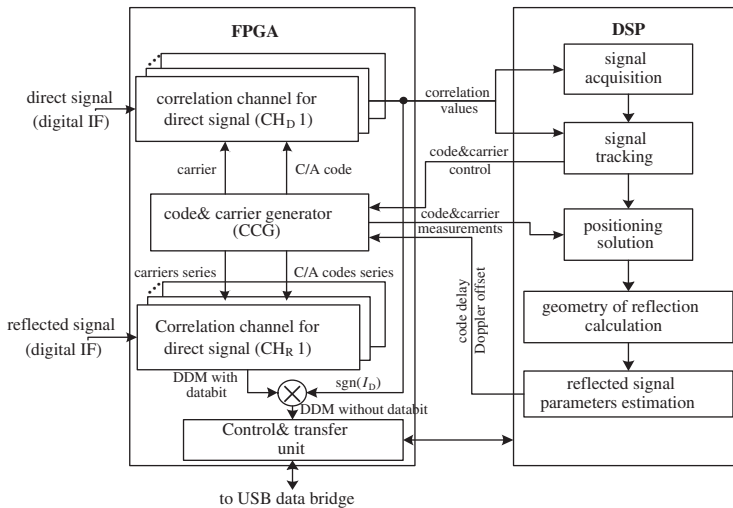 FPGA
DSP
direct signal
(digital IF)
correlation channel for
direct signal (CH_D 1)
correlation
values
signal
acquisition
signal
tracking
carrier
C/A code
code&carrier
control
code& carrier generator
(CCG)
code&carrier
measurements
positioning
solution
carriers series
C/A codes series
code delay
Doppler offset
geometry of reflection
calculation
reflected signal
(digital IF)
Correlation channel for
direct signal (CH_R 1)
DDM with
databit
sgn(I_D)
reflected signal
parameters estimation
DDM without databit
Control& transfer
unit
to USB data bridge